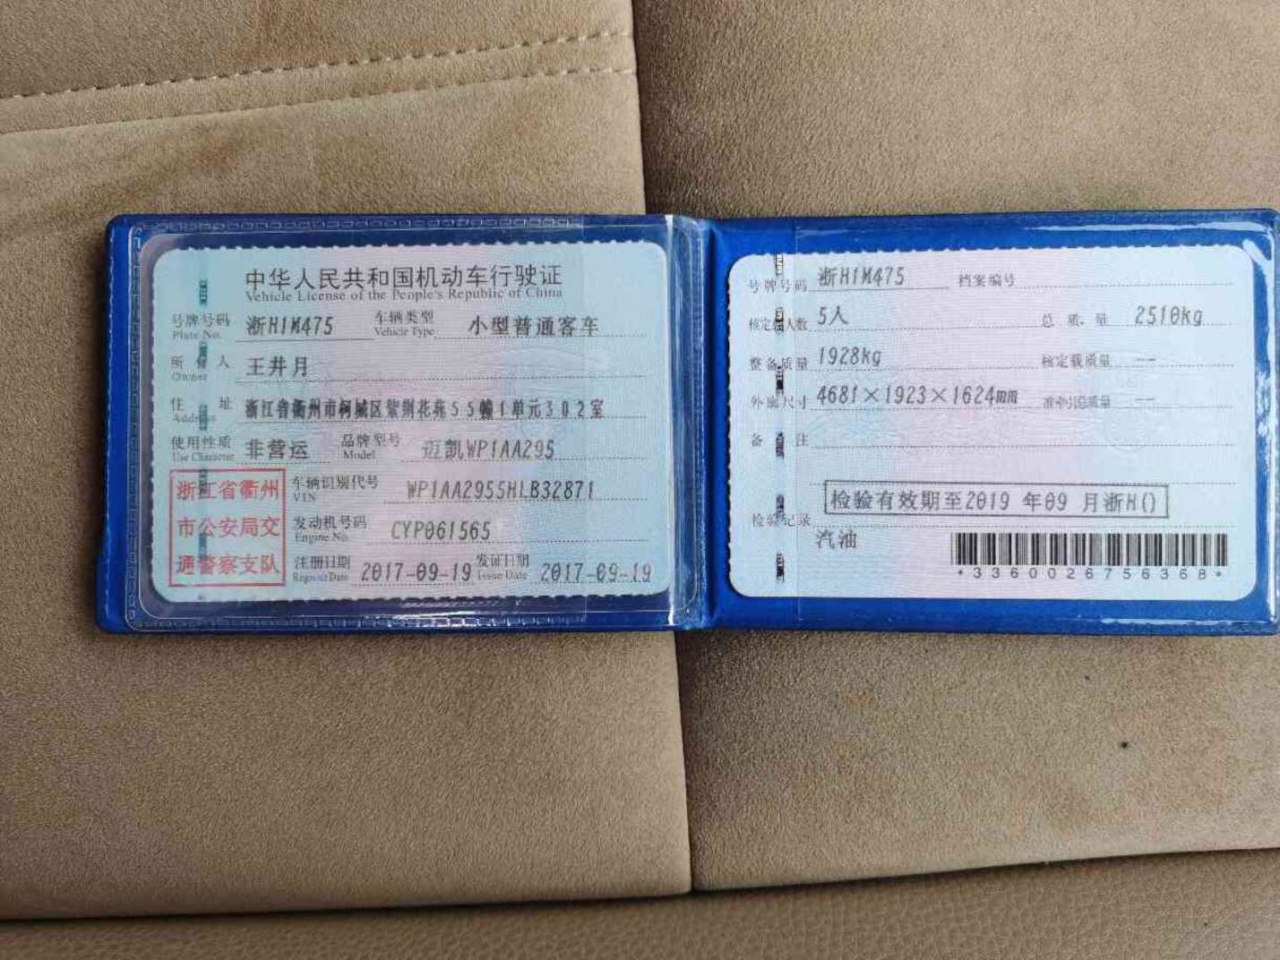 中华人民共和国机动车行驶证
Vehicle License of the People's Republic of China
号牌号码 浙H1M475 车辆类型 小型普通客车
Plate No. Vehicle Type
所有人 王井月
Owner
住址 浙江省衢州市柯城区紫荆花苑55幢1单元302室
Address
使用性质 非营运 品牌型号 迈凯WP1AA295
Use Character Model
浙江省衢州
市公安局交
通警察支队
车辆识别代号 WP1AA2955HLB32871
VIN
发动机号码 CYP061565
Engine No.
注册日期 2017-09-19 发证日期 2017-09-19
Register Date Issue Date
号牌号码 浙H1M475 档案编号
核定载人数 5人 总质量 2510kg
整备质量 1928kg 核定载质量 --
外廓尺寸 4681×1923×1624mm 准牵引总质量 --
备注
检验有效期至2019 年09 月浙H()
检验记录
汽油
*3360026756368*